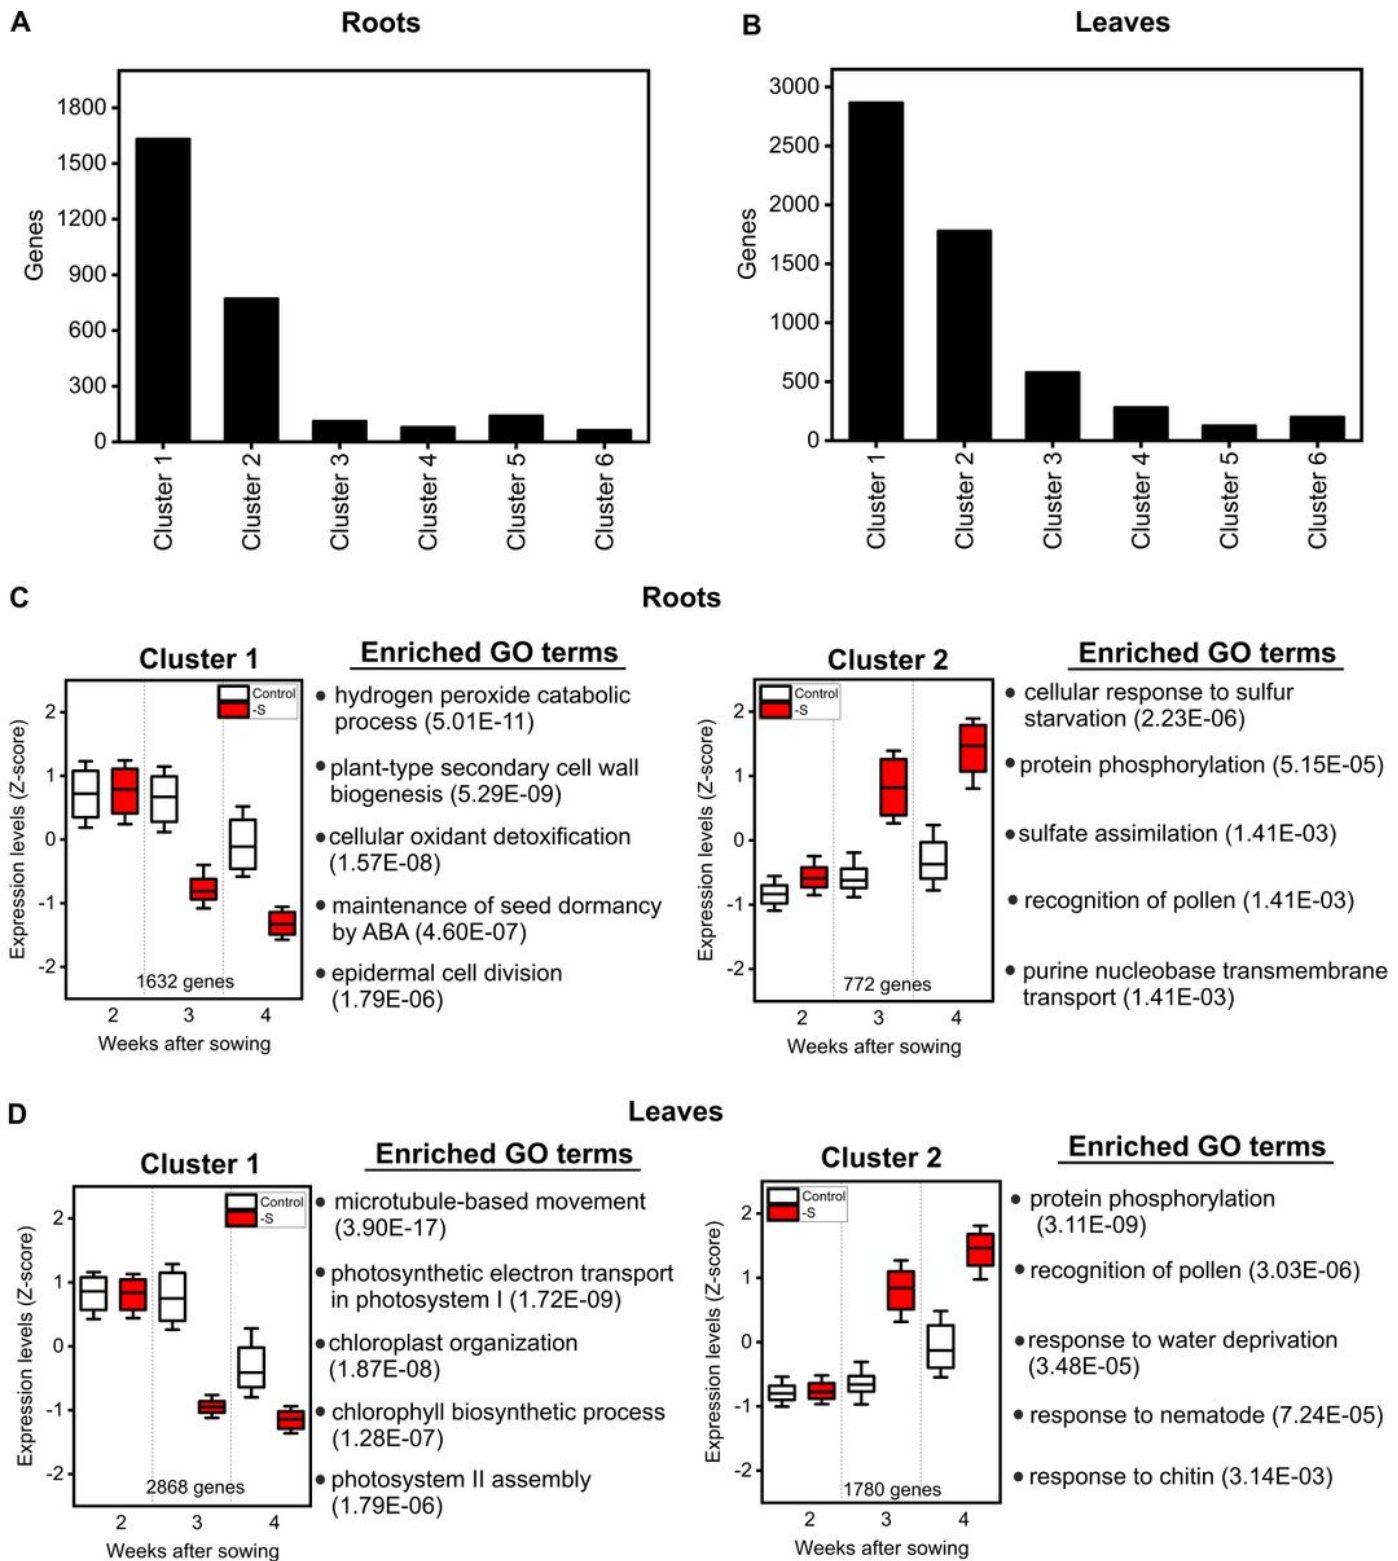 A
Roots
Genes
1800
1500
1200
900
600
300
0
Cluster 1
Cluster 2
Cluster 3
Cluster 4
Cluster 5
Cluster 6
B
Leaves
Genes
3000
2500
2000
1500
1000
500
0
Cluster 1
Cluster 2
Cluster 3
Cluster 4
Cluster 5
Cluster 6
C
Roots
Cluster 1
Expression levels (Z-score)
2
1
0
-1
-2
Control
-S
1632 genes
2
3
4
Weeks after sowing
Enriched GO terms
• hydrogen peroxide catabolic
process (5.01E-11)
• plant-type secondary cell wall
biogenesis (5.29E-09)
• cellular oxidant detoxification
(1.57E-08)
• maintenance of seed dormancy
by ABA (4.60E-07)
• epidermal cell division
(1.79E-06)
Cluster 2
Expression levels (Z-score)
2
1
0
-1
-2
Control
-S
772 genes
2
3
4
Weeks after sowing
Enriched GO terms
• cellular response to sulfur
starvation (2.23E-06)
• protein phosphorylation (5.15E-05)
• sulfate assimilation (1.41E-03)
• recognition of pollen (1.41E-03)
• purine nucleobase transmembrane
transport (1.41E-03)
D
Leaves
Cluster 1
Expression levels (Z-score)
2
1
0
-1
-2
Control
-S
2868 genes
2
3
4
Weeks after sowing
Enriched GO terms
• microtubule-based movement
(3.90E-17)
• photosynthetic electron transport
in photosystem I (1.72E-09)
• chloroplast organization
(1.87E-08)
• chlorophyll biosynthetic process
(1.28E-07)
• photosystem II assembly
(1.79E-06)
Cluster 2
Expression levels (Z-score)
2
1
0
-1
-2
Control
-S
1780 genes
2
3
4
Weeks after sowing
Enriched GO terms
• protein phosphorylation
(3.11E-09)
• recognition of pollen (3.03E-06)
• response to water deprivation
(3.48E-05)
• response to nematode (7.24E-05)
• response to chitin (3.14E-03)